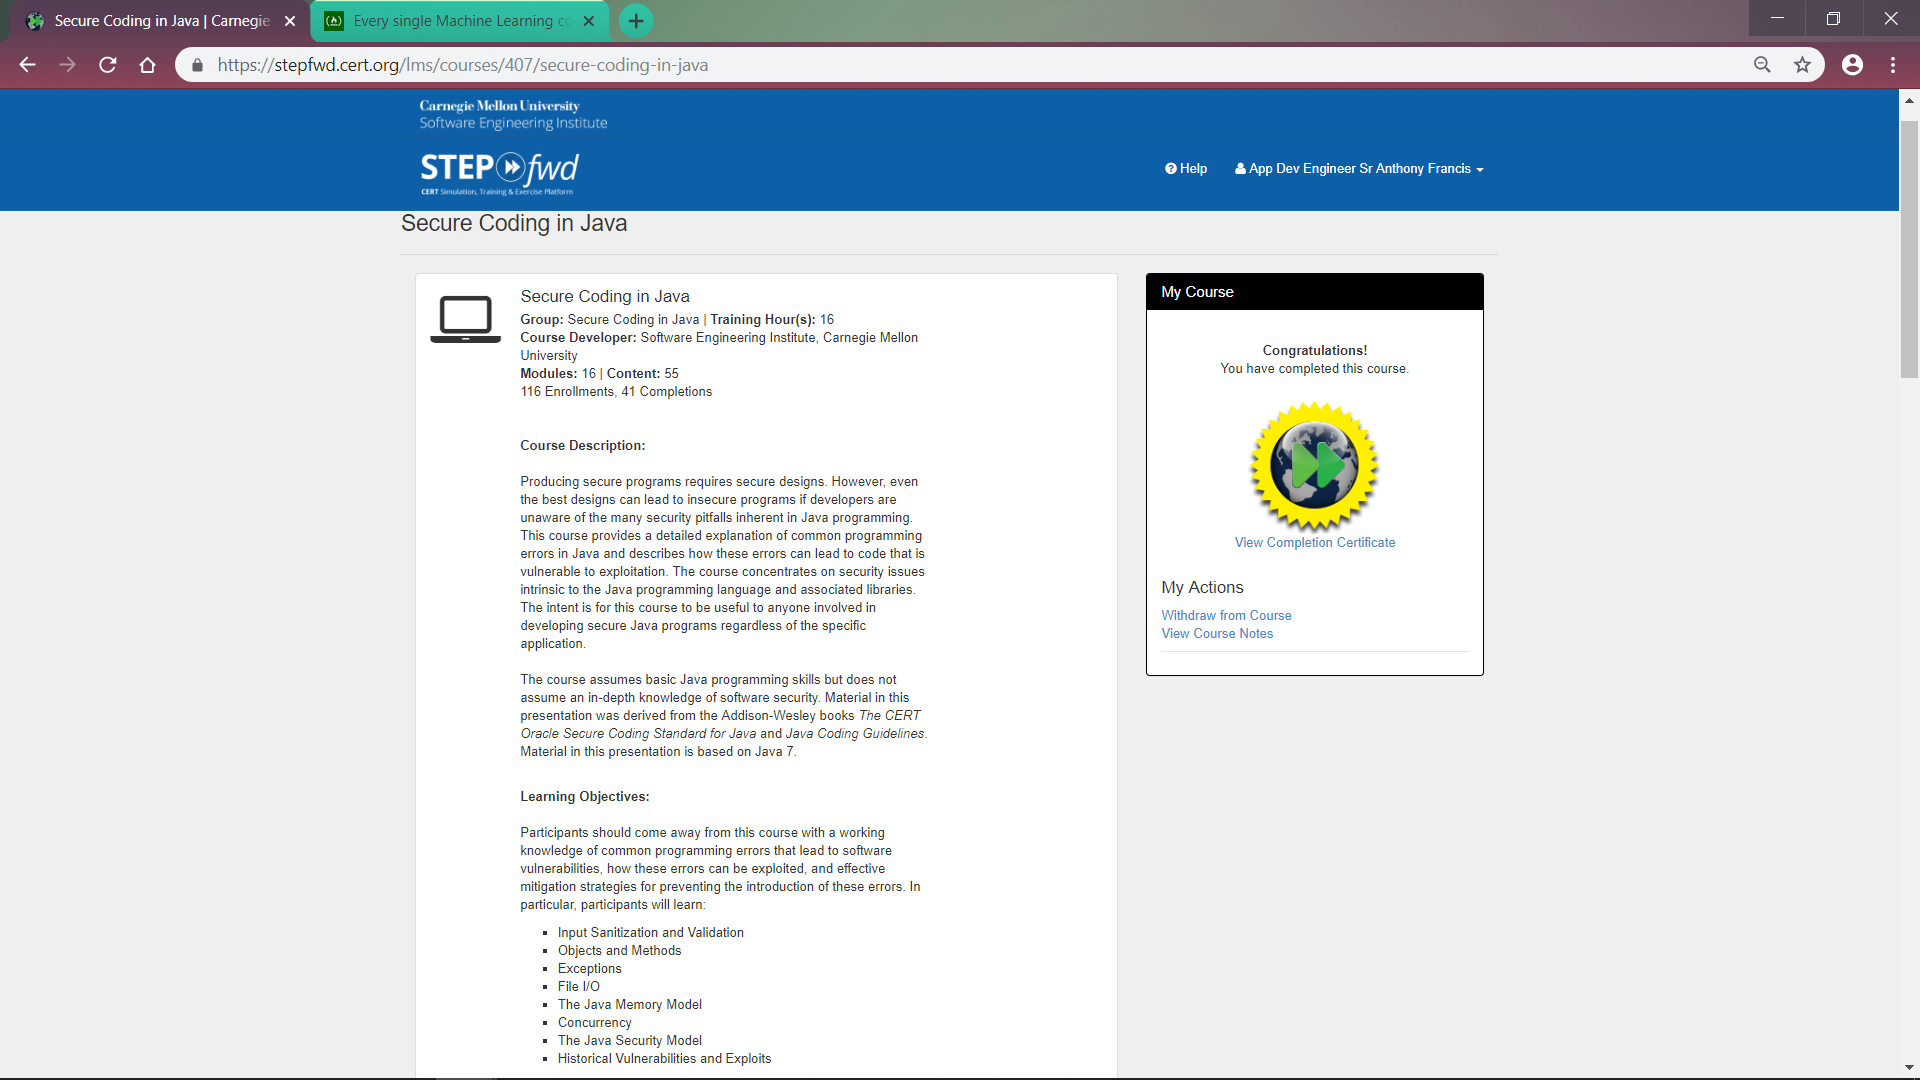 Secure Coding in Java | Carnegie
Every single Machine Learning co
https://stepfwd.cert.org/lms/courses/407/secure-coding-in-java
Carnegie Mellon University
Software Engineering Institute
STEP fwd
CERT Simulation, Training & Exercise Platform
Help
App Dev Engineer Sr Anthony Francis
Secure Coding in Java
Secure Coding in Java
Group: Secure Coding in Java | Training Hour(s): 16
Course Developer: Software Engineering Institute, Carnegie Mellon
University
Modules: 16 | Content: 55
116 Enrollments, 41 Completions
Course Description:
Producing secure programs requires secure designs. However, even
the best designs can lead to insecure programs if developers are
unaware of the many security pitfalls inherent in Java programming.
This course provides a detailed explanation of common programming
errors in Java and describes how these errors can lead to code that is
vulnerable to exploitation. The course concentrates on security issues
intrinsic to the Java programming language and associated libraries.
The intent is for this course to be useful to anyone involved in
developing secure Java programs regardless of the specific
application.
The course assumes basic Java programming skills but does not
assume an in-depth knowledge of software security. Material in this
presentation was derived from the Addison-Wesley books The CERT
Oracle Secure Coding Standard for Java and Java Coding Guidelines.
Material in this presentation is based on Java 7.
Learning Objectives:
Participants should come away from this course with a working
knowledge of common programming errors that lead to software
vulnerabilities, how these errors can be exploited, and effective
mitigation strategies for preventing the introduction of these errors. In
particular, participants will learn:
Input Sanitization and Validation
Objects and Methods
Exceptions
File I/O
The Java Memory Model
Concurrency
The Java Security Model
Historical Vulnerabilities and Exploits
My Course
Congratulations!
You have completed this course.
View Completion Certificate
My Actions
Withdraw from Course
View Course Notes